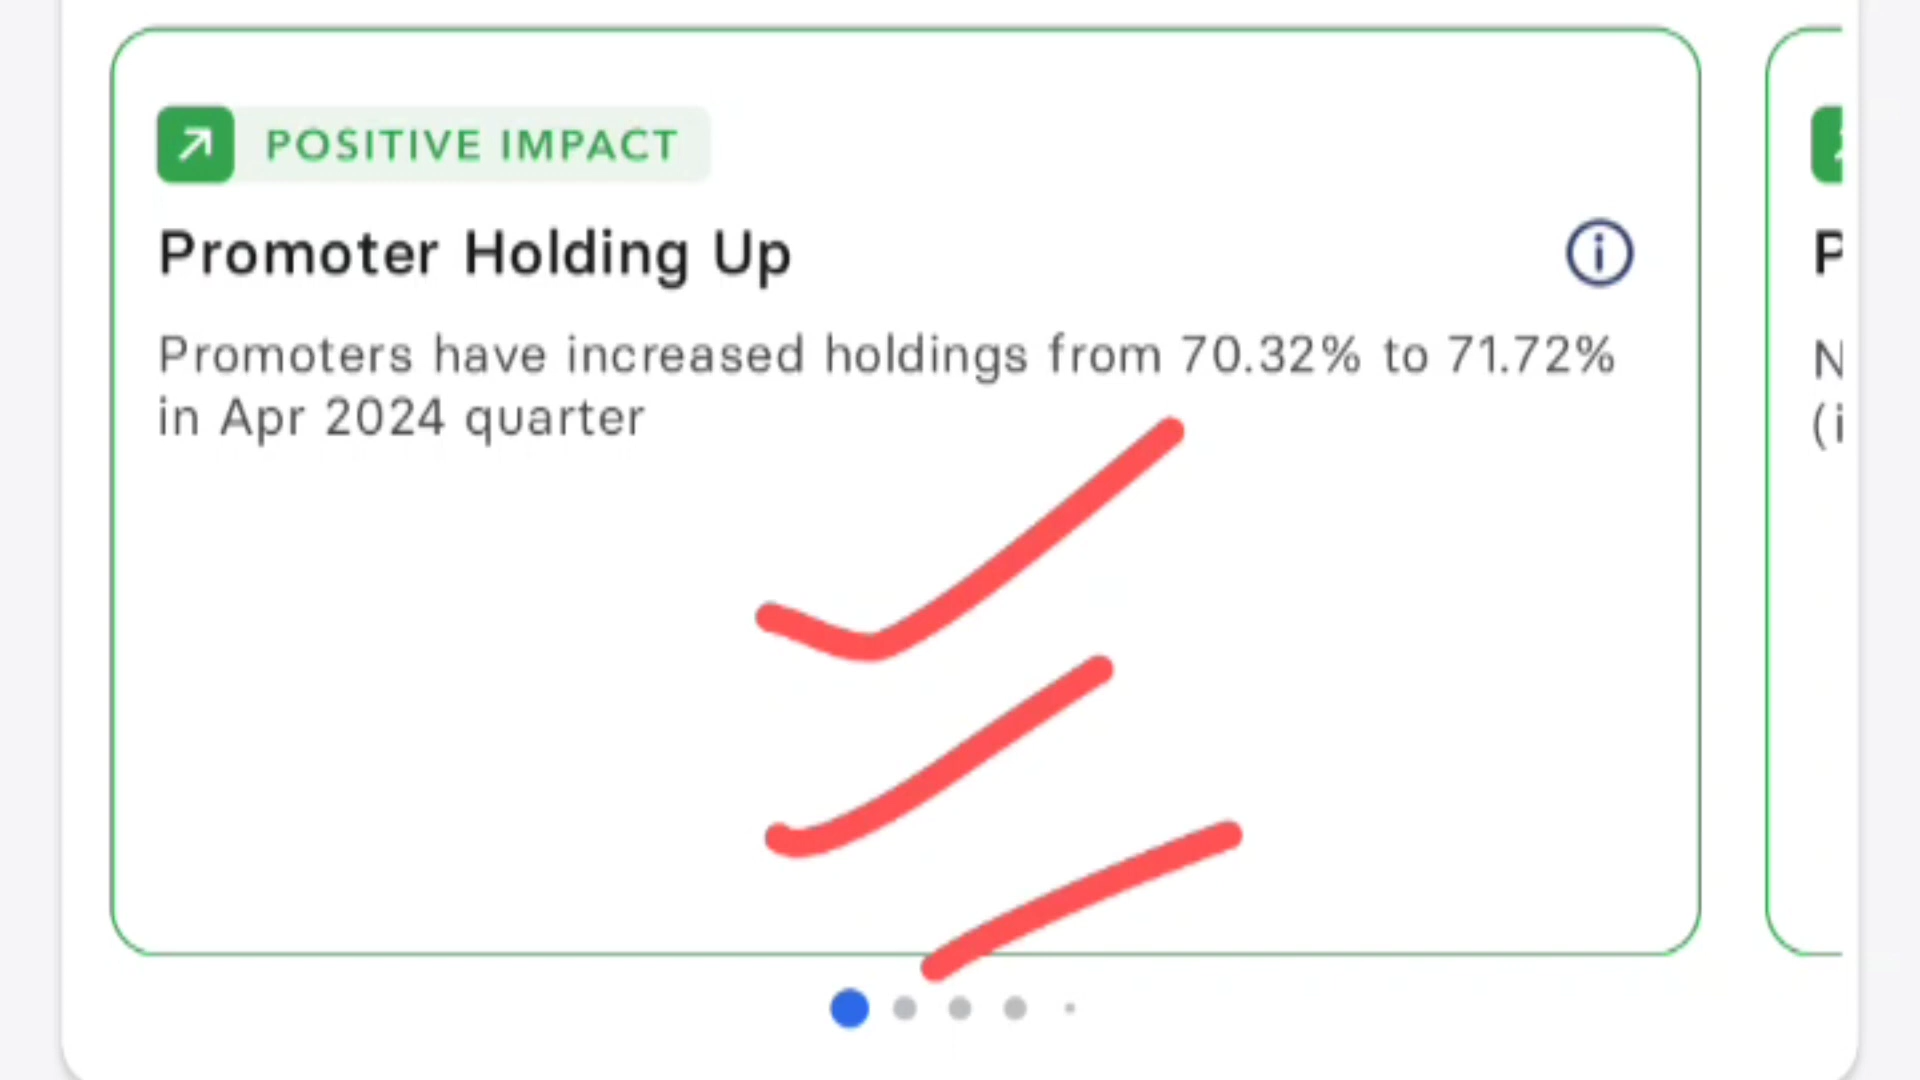 POSITIVE IMPACT
Promoter Holding Up
Promoters have increased holdings from 70.32% to 71.72%
in Apr 2024 quarter
P
N
(i